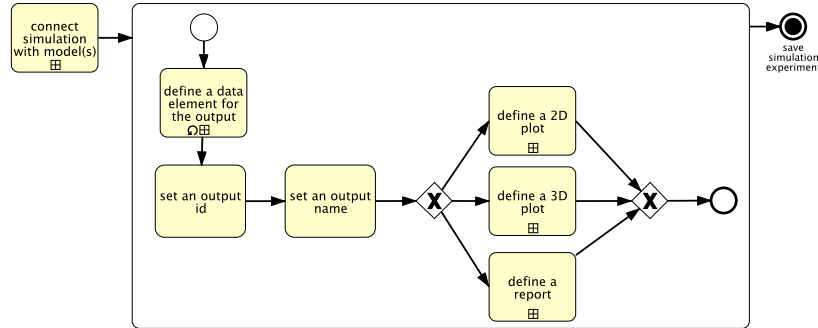 connect
simulation
with model(s)
define a data
element for
the output
set an output
id
set an output
name
X
define a 2D
plot
define a 3D
plot
define a
report
X
save
simulation
experiment